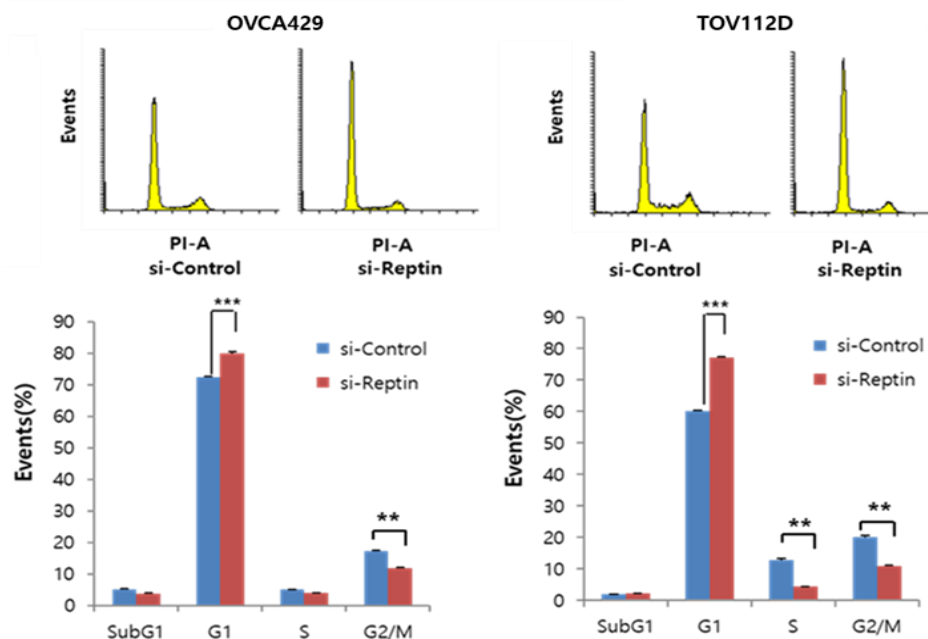 OVCA429
TOV112D
Events
Events
PI-A
si-Control
PI-A
si-Reptin
PI-A
si-Control
PI-A
si-Reptin
Events(%)
90
80
70
60
50
40
30
20
10
0
***
**
si-Control
si-Reptin
SubG1 G1 S G2/M
Events(%)
90
80
70
60
50
40
30
20
10
0
***
**
**
si-Control
si-Reptin
SubG1 G1 S G2/M